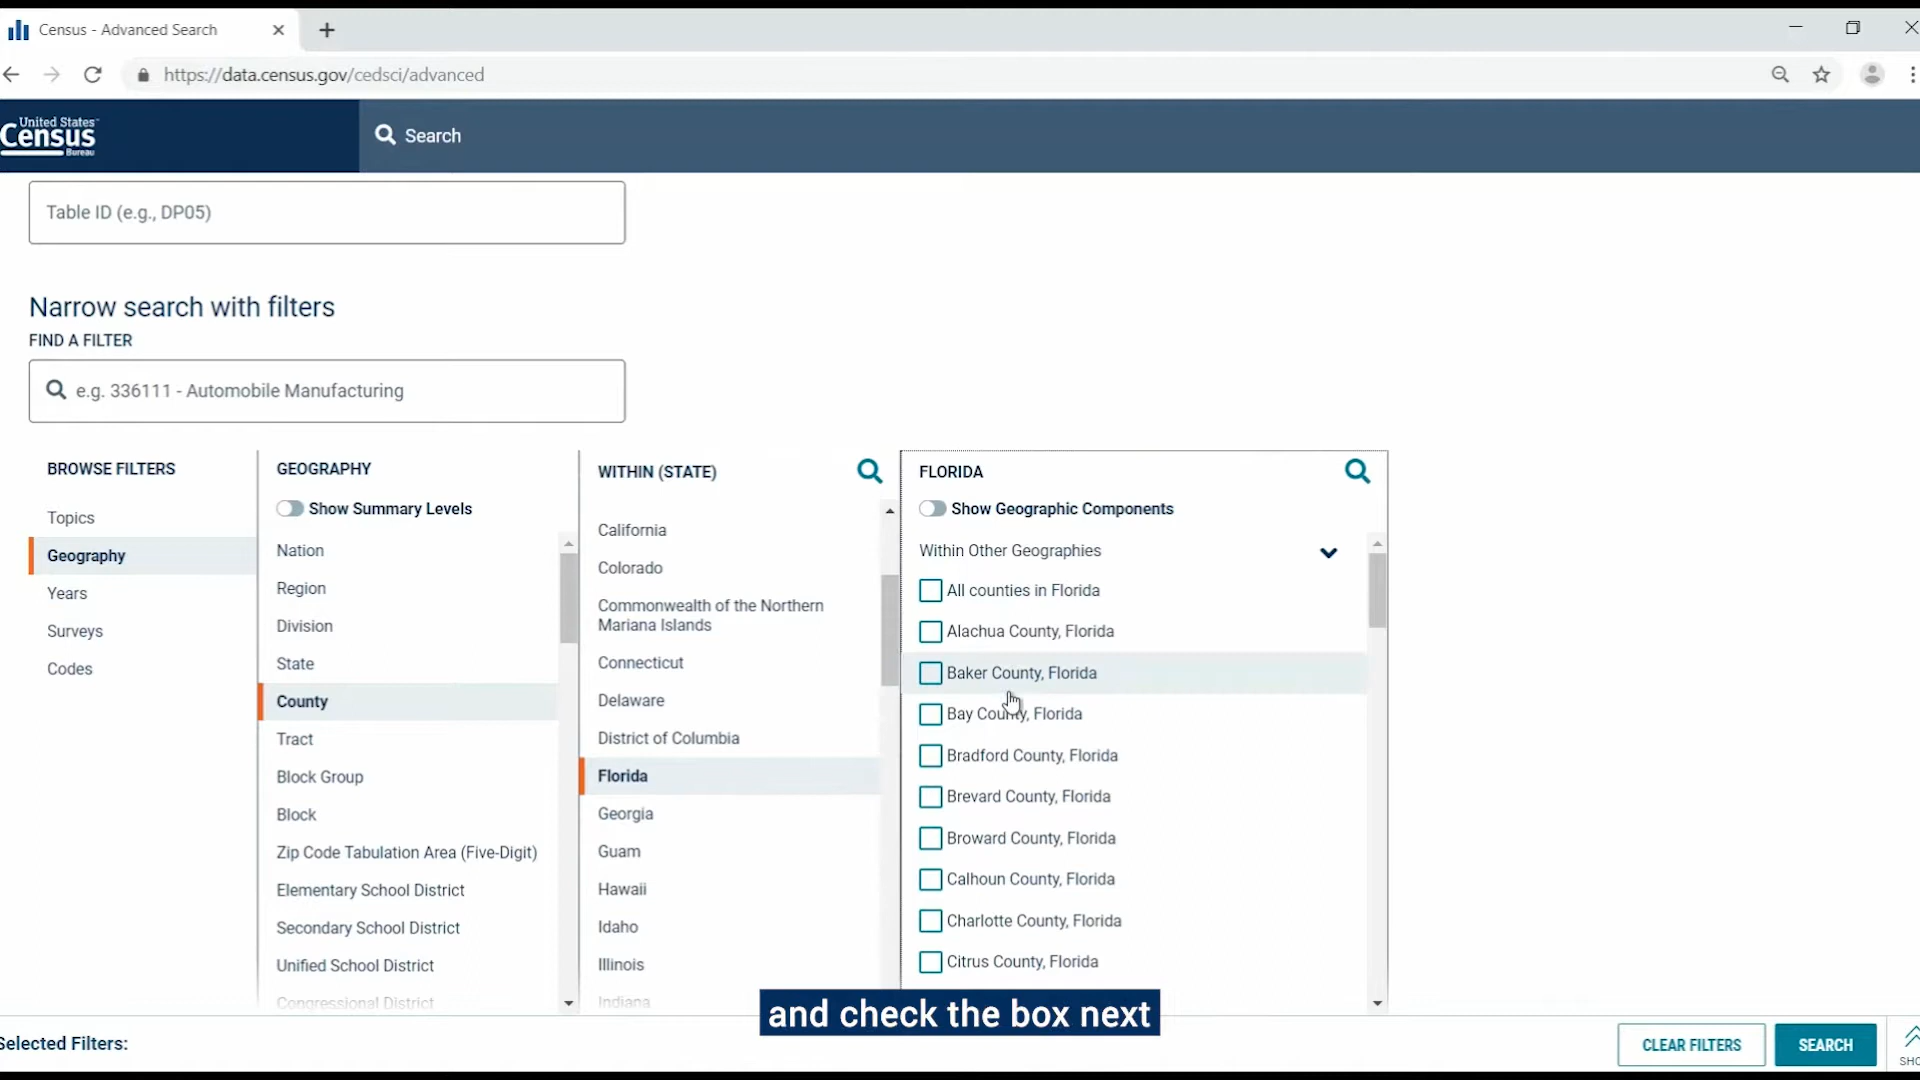 Census - Advanced Search
https://data.census.gov/cedsci/advanced
United States
Census
Bureau
Search
Table ID (e.g., DP05)
Narrow search with filters
FIND A FILTER
e.g. 336111 - Automobile Manufacturing
BROWSE FILTERS
Topics
Geography
Years
Surveys
Codes
GEOGRAPHY
Show Summary Levels
Nation
Region
Division
State
County
Tract
Block Group
Block
Zip Code Tabulation Area (Five-Digit)
Elementary School District
Secondary School District
Unified School District
Congressional District
WITHIN (STATE)
California
Colorado
Commonwealth of the Northern
Mariana Islands
Connecticut
Delaware
District of Columbia
Florida
Georgia
Guam
Hawaii
Idaho
Illinois
Indiana
FLORIDA
Show Geographic Components
Within Other Geographies
All counties in Florida
Alachua County, Florida
Baker County, Florida
Bay County, Florida
Bradford County, Florida
Brevard County, Florida
Broward County, Florida
Calhoun County, Florida
Charlotte County, Florida
Citrus County, Florida
and check the box next
Selected Filters:
CLEAR FILTERS
SEARCH